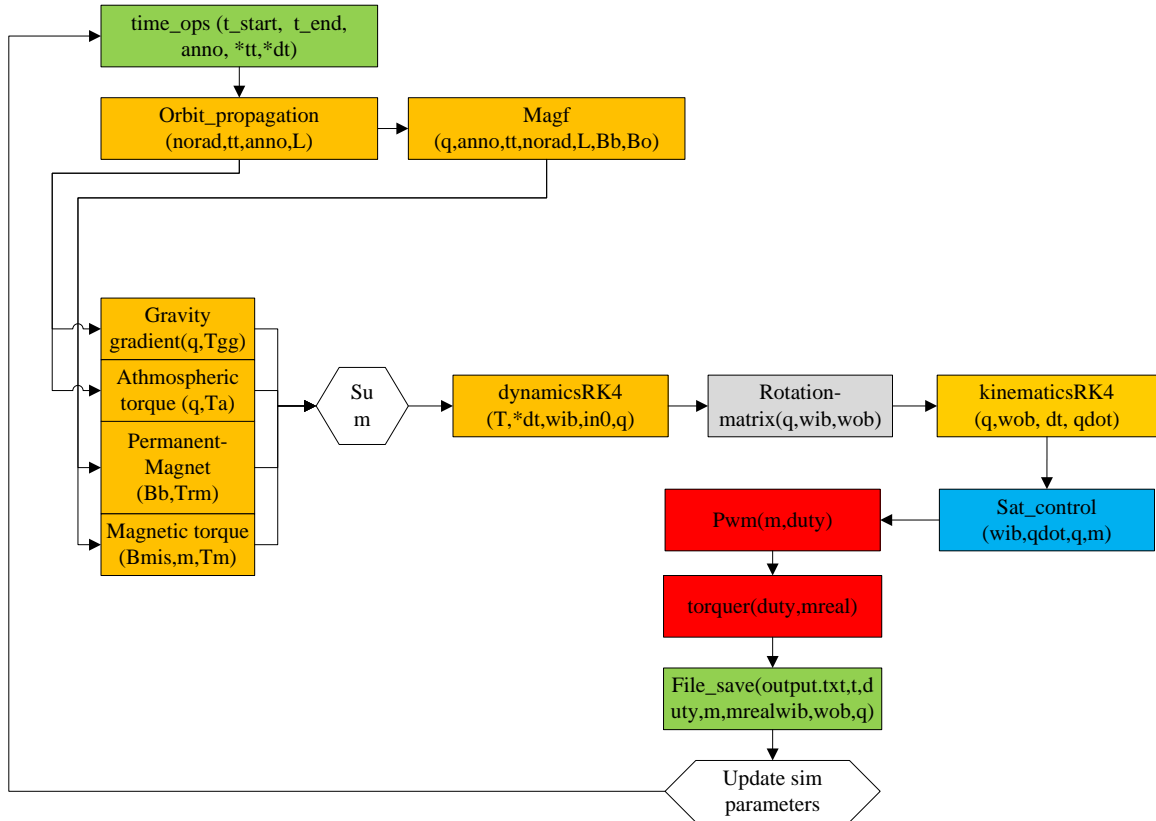 time_ops (t_start,  t_end,
anno, *tt,*dt)
Orbit_propagation
(norad,tt,anno,L)
Magf
(q,anno,tt,norad,L,Bb,Bo)
Gravity
gradient(q,Tgg)
Athmospheric
torque (q,Ta)
Permanent-
Magnet
(Bb,Trm)
Magnetic torque
(Bmis,m,Tm)
Su
m
dynamicsRK4
(T,*dt,wib,in0,q)
Rotation-
matrix(q,wib,wob)
kinematicsRK4
(q,wob, dt, qdot)
Sat_control
(wib,qdot,q,m)
Pwm(m,duty)
torquer(duty,mreal)
File_save(output.txt,t,d
uty,m,mrealwib,wob,q)
Update sim
parameters